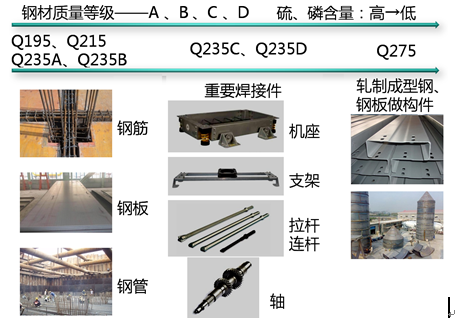 钢材质量等级——A 、B、C、D 硫、磷含量：高→低
Q195、Q215
Q235A、Q235B
Q235C、Q235D
Q275
钢筋
钢板
钢管
重要焊接件
机座
支架
拉杆
连杆
轴
轧制成型钢、
钢板做构件